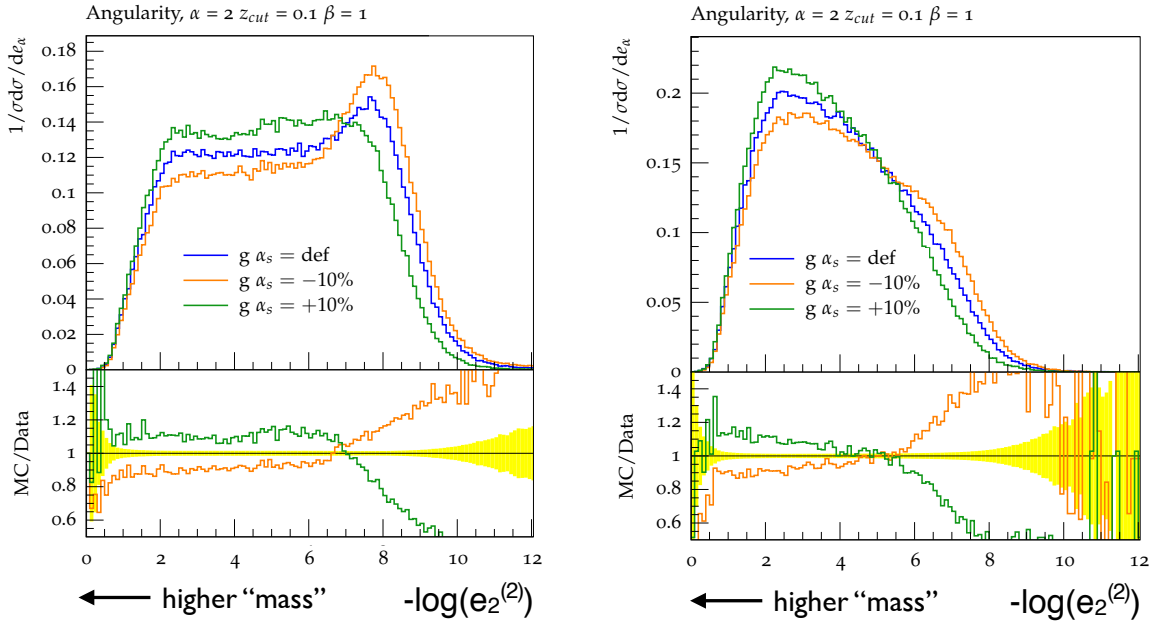 Angularity, α = 2 z_cut = 0.1 β = 1
1/σdσ/de_α
0.18
0.16
0.14
0.12
0.1
0.08
0.06
0.04
0.02
0
g α_s = def
g α_s = −10%
g α_s = +10%
MC/Data
1.4
1.2
1
0.8
0.6
0 2 4 6 8 10 12
higher “mass” -log(e_2^(2))
Angularity, α = 2 z_cut = 0.1 β = 1
1/σdσ/de_α
0.2
0.15
0.1
0.05
0
g α_s = def
g α_s = −10%
g α_s = +10%
MC/Data
1.4
1.2
1
0.8
0.6
0 2 4 6 8 10 12
higher “mass” -log(e_2^(2))